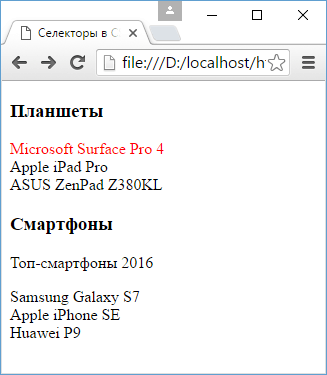 Селекторы в C
file:///D:/localhost/h
Планшеты
Microsoft Surface Pro 4
Apple iPad Pro
ASUS ZenPad Z380KL
Смартфоны
Топ-смартфоны 2016
Samsung Galaxy S7
Apple iPhone SE
Huawei P9